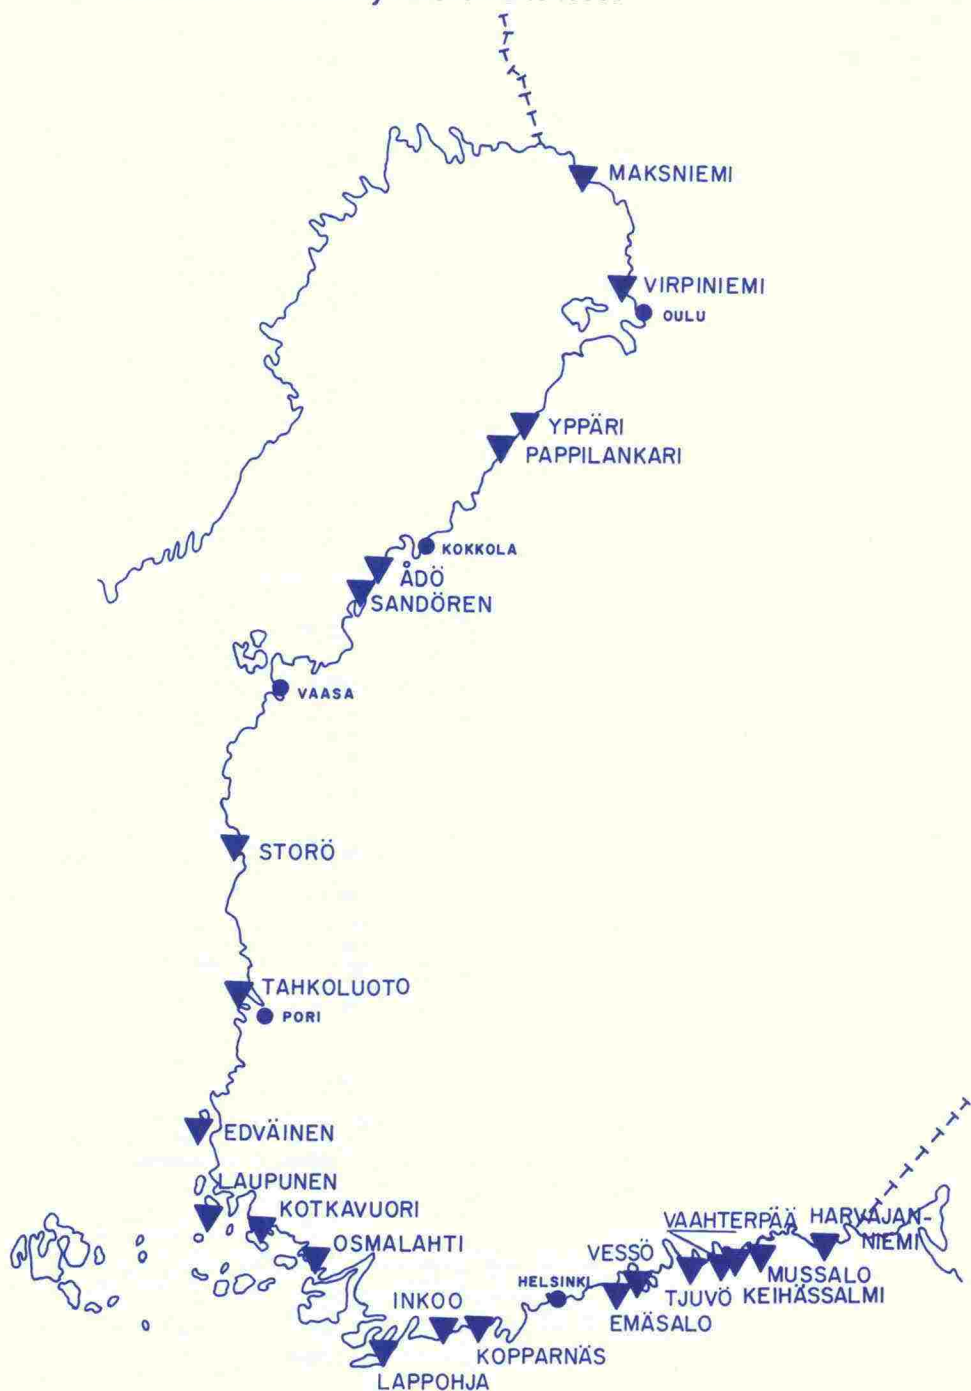 MAKSNIEMI
VIRPINIEMI
OULU
YPPÄRI
PAPPILANKARI
KOKKOLA
ÅDÖ
SANDÖREN
VAASA
STORÖ
TAHKOLUOTO
PORI
EDVÄINEN
LAUPUNEN
KOTKAVUORI
OSMALAHTI
VAAHTERPÄÄ
HARVAJAN-
NIEMI
VESSÖ
MUSSALO
HELSINKI
TJUVÖ
KEIHÄSSALMI
INKOO
EMÄSALO
KOPPARNÄS
LAPPOHJA